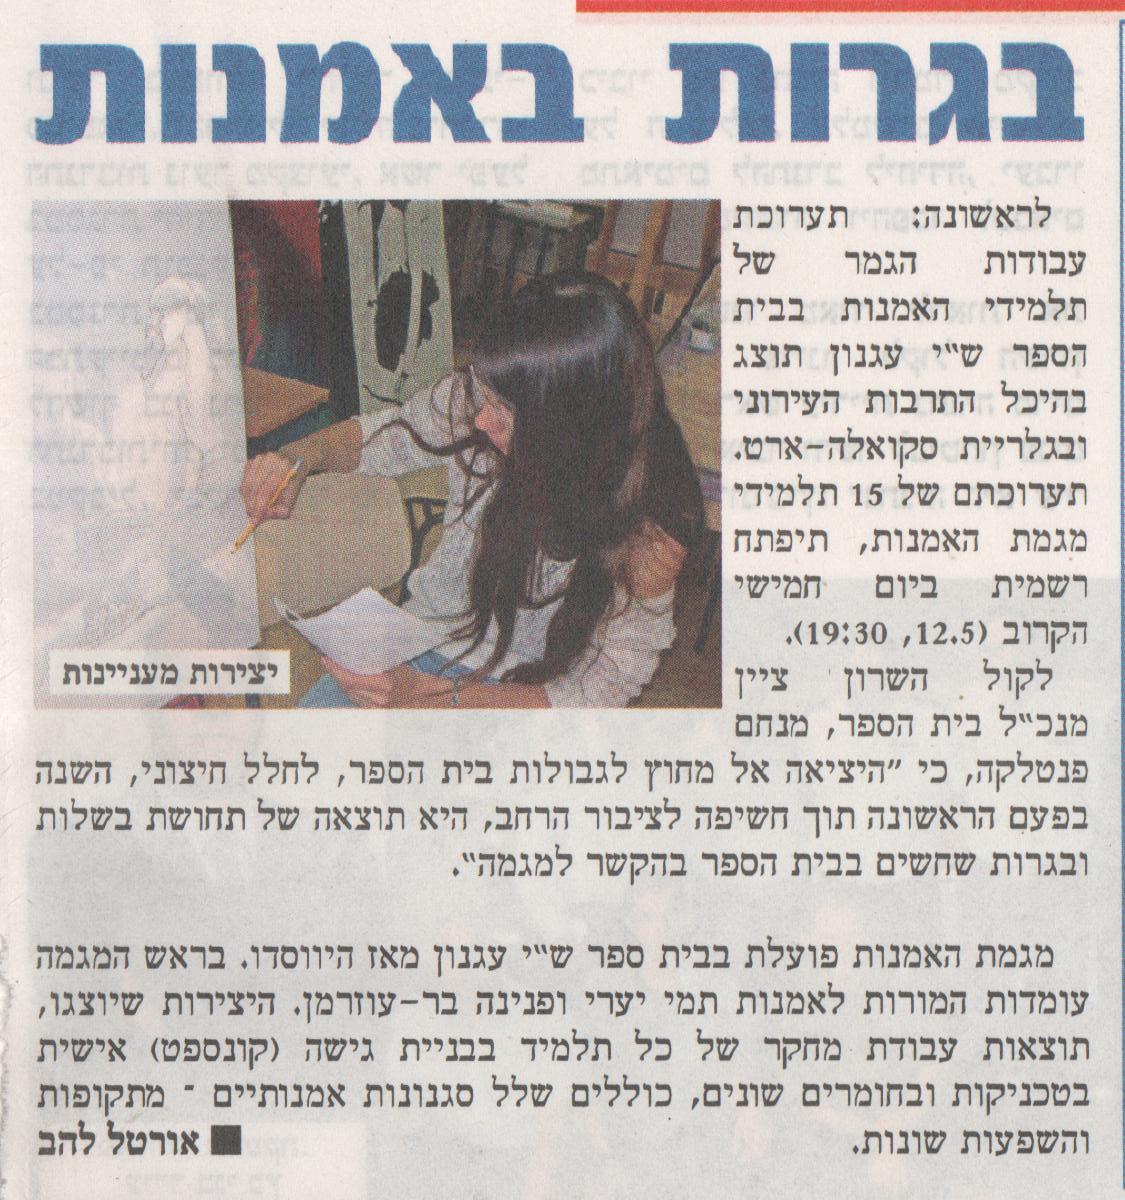 בגרות באמנות
לראשונה: תערוכת
עבודות הגמר של
תלמידי האמנות בבית
הספר ש״י עגנון תוצג
בהיכל התרבות העירוני
ובגלריית סקואלה-ארט.
תערוכתם של 15 תלמידי
מגמת האמנות, תיפתח
רשמית ביום חמישי
הקרוב (12.5, 19:30).
לקול השרון ציין
מנכ״ל בית הספר, מנחם
פנטלקה, כי ״היציאה אל מחוץ לגבולות בית הספר, לחלל חיצוני, השנה
בפעם הראשונה תוך חשיפה לציבור הרחב, היא תוצאה של תחושת בשלות
ובגרות שחשים בבית הספר בהקשר למגמה״.
יצירות מעניינות
מגמת האמנות פועלת בבית ספר ש״י עגנון מאז היווסדו. בראש המגמה
עומדות המורות לאמנות תמי יערי ופנינה בר-עוזרמן. היצירות שיוצגו,
תוצאות עבודת מחקר של כל תלמיד בבניית גישה (קונספט) אישית
בטכניקות ובחומרים שונים, כוללים שלל סגנונות אמנותיים - מתקופות
והשפעות שונות. ■ אורטל להב